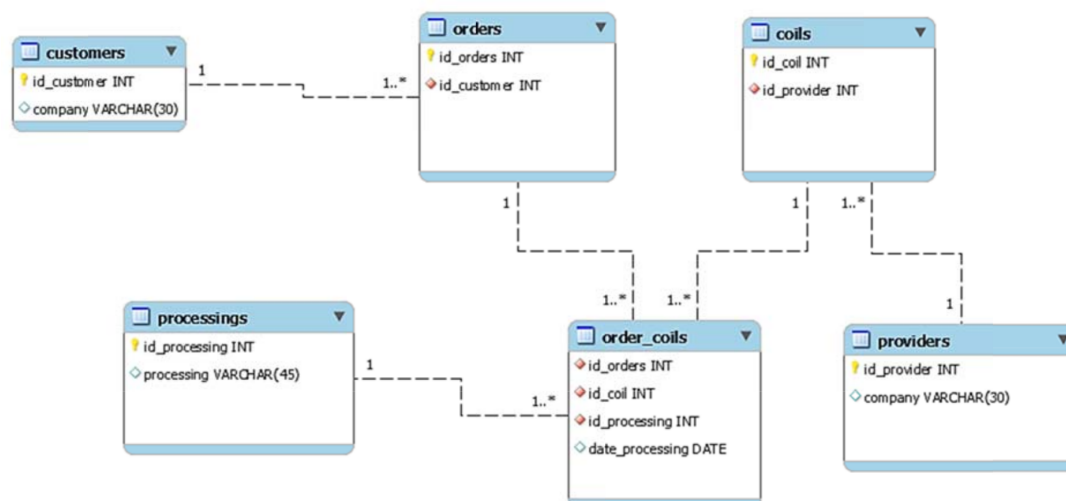 customers
id_customer INT
company VARCHAR(30)
1
1..*
orders
id_orders INT
id_customer INT
coils
id_coil INT
id_provider INT
1
1
1..*
1..*
1..*
1
processings
id_processing INT
processing VARCHAR(45)
1
1..*
order_coils
id_orders INT
id_coil INT
id_processing INT
date_processing DATE
providers
id_provider INT
company VARCHAR(30)